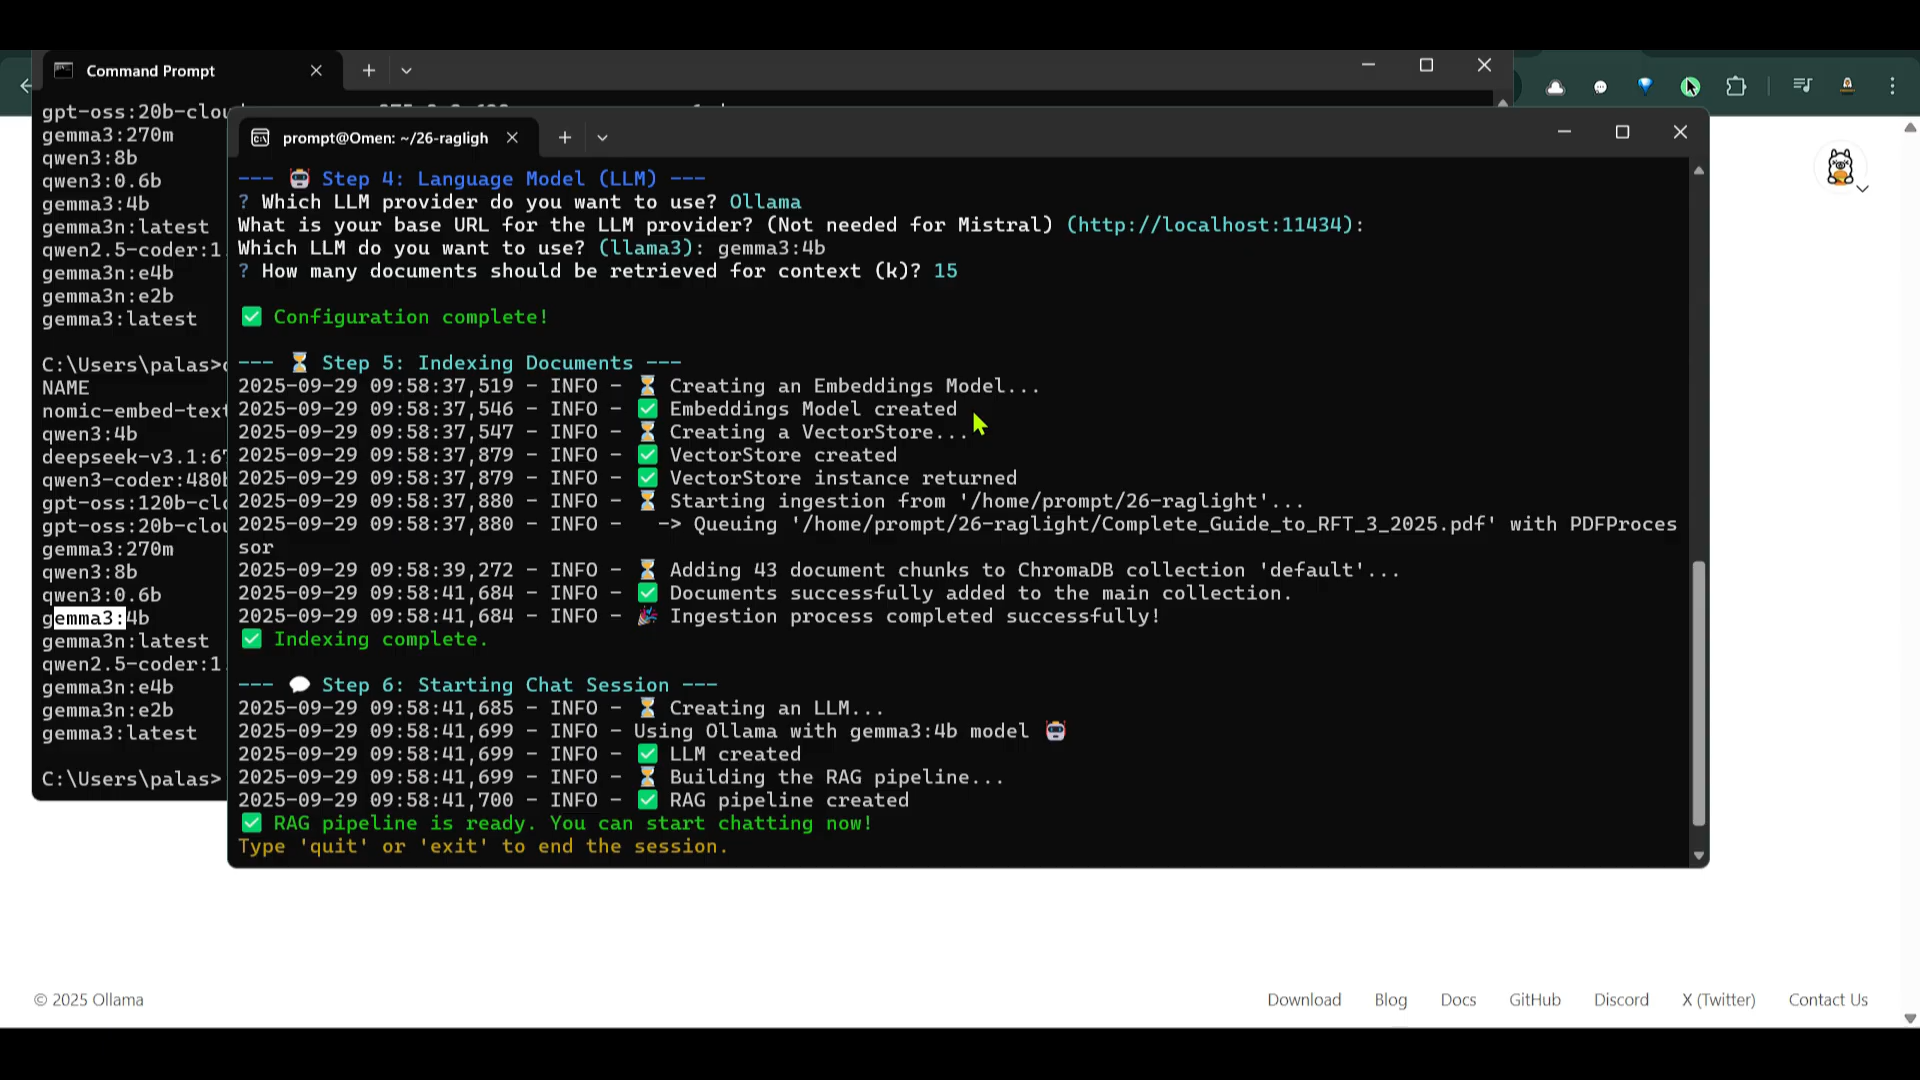 Command Prompt
gpt-oss:20b-clou
gemma3:270m
qwen3:8b
qwen3:0.6b
gemma3:4b
gemma3n:latest
qwen2.5-coder:1.
gemma3n:e4b
gemma3n:e2b
gemma3:latest
C:\Users\palas>
NAME
nomic-embed-text
qwen3:4b
deepseek-v3.1:67
qwen3-coder:480b
gpt-oss:120b-clo
gpt-oss:20b-clou
gemma3:270m
qwen3:8b
qwen3:0.6b
gemma3:4b
gemma3n:latest
qwen2.5-coder:1.
gemma3n:e4b
gemma3n:e2b
gemma3:latest
C:\Users\palas>
prompt@Omen: ~/26-ragligh
--- 🤖 Step 4: Language Model (LLM) ---
? Which LLM provider do you want to use? Ollama
What is your base URL for the LLM provider? (Not needed for Mistral) (http://localhost:11434):
Which LLM do you want to use? (llama3): gemma3:4b
? How many documents should be retrieved for context (k)? 15
✅ Configuration complete!
--- ⏳ Step 5: Indexing Documents ---
2025-09-29 09:58:37,519 - INFO - ⏳ Creating an Embeddings Model...
2025-09-29 09:58:37,546 - INFO - ✅ Embeddings Model created
2025-09-29 09:58:37,547 - INFO - ⏳ Creating a VectorStore...
2025-09-29 09:58:37,879 - INFO - ✅ VectorStore created
2025-09-29 09:58:37,879 - INFO - ✅ VectorStore instance returned
2025-09-29 09:58:37,880 - INFO - ⏳ Starting ingestion from '/home/prompt/26-raglight'...
2025-09-29 09:58:37,880 - INFO -   -> Queuing '/home/prompt/26-raglight/Complete_Guide_to_RFT_3_2025.pdf' with PDFProces
sor
2025-09-29 09:58:39,272 - INFO - ⏳ Adding 43 document chunks to ChromaDB collection 'default'...
2025-09-29 09:58:41,684 - INFO - ✅ Documents successfully added to the main collection.
2025-09-29 09:58:41,684 - INFO - 🎉 Ingestion process completed successfully!
✅ Indexing complete.
--- 💬 Step 6: Starting Chat Session ---
2025-09-29 09:58:41,685 - INFO - ⏳ Creating an LLM...
2025-09-29 09:58:41,699 - INFO - Using Ollama with gemma3:4b model 🤖
2025-09-29 09:58:41,699 - INFO - ✅ LLM created
2025-09-29 09:58:41,699 - INFO - ⏳ Building the RAG pipeline...
2025-09-29 09:58:41,700 - INFO - ✅ RAG pipeline created
✅ RAG pipeline is ready. You can start chatting now!
Type 'quit' or 'exit' to end the session.
© 2025 Ollama
Download Blog Docs GitHub Discord X (Twitter) Contact Us